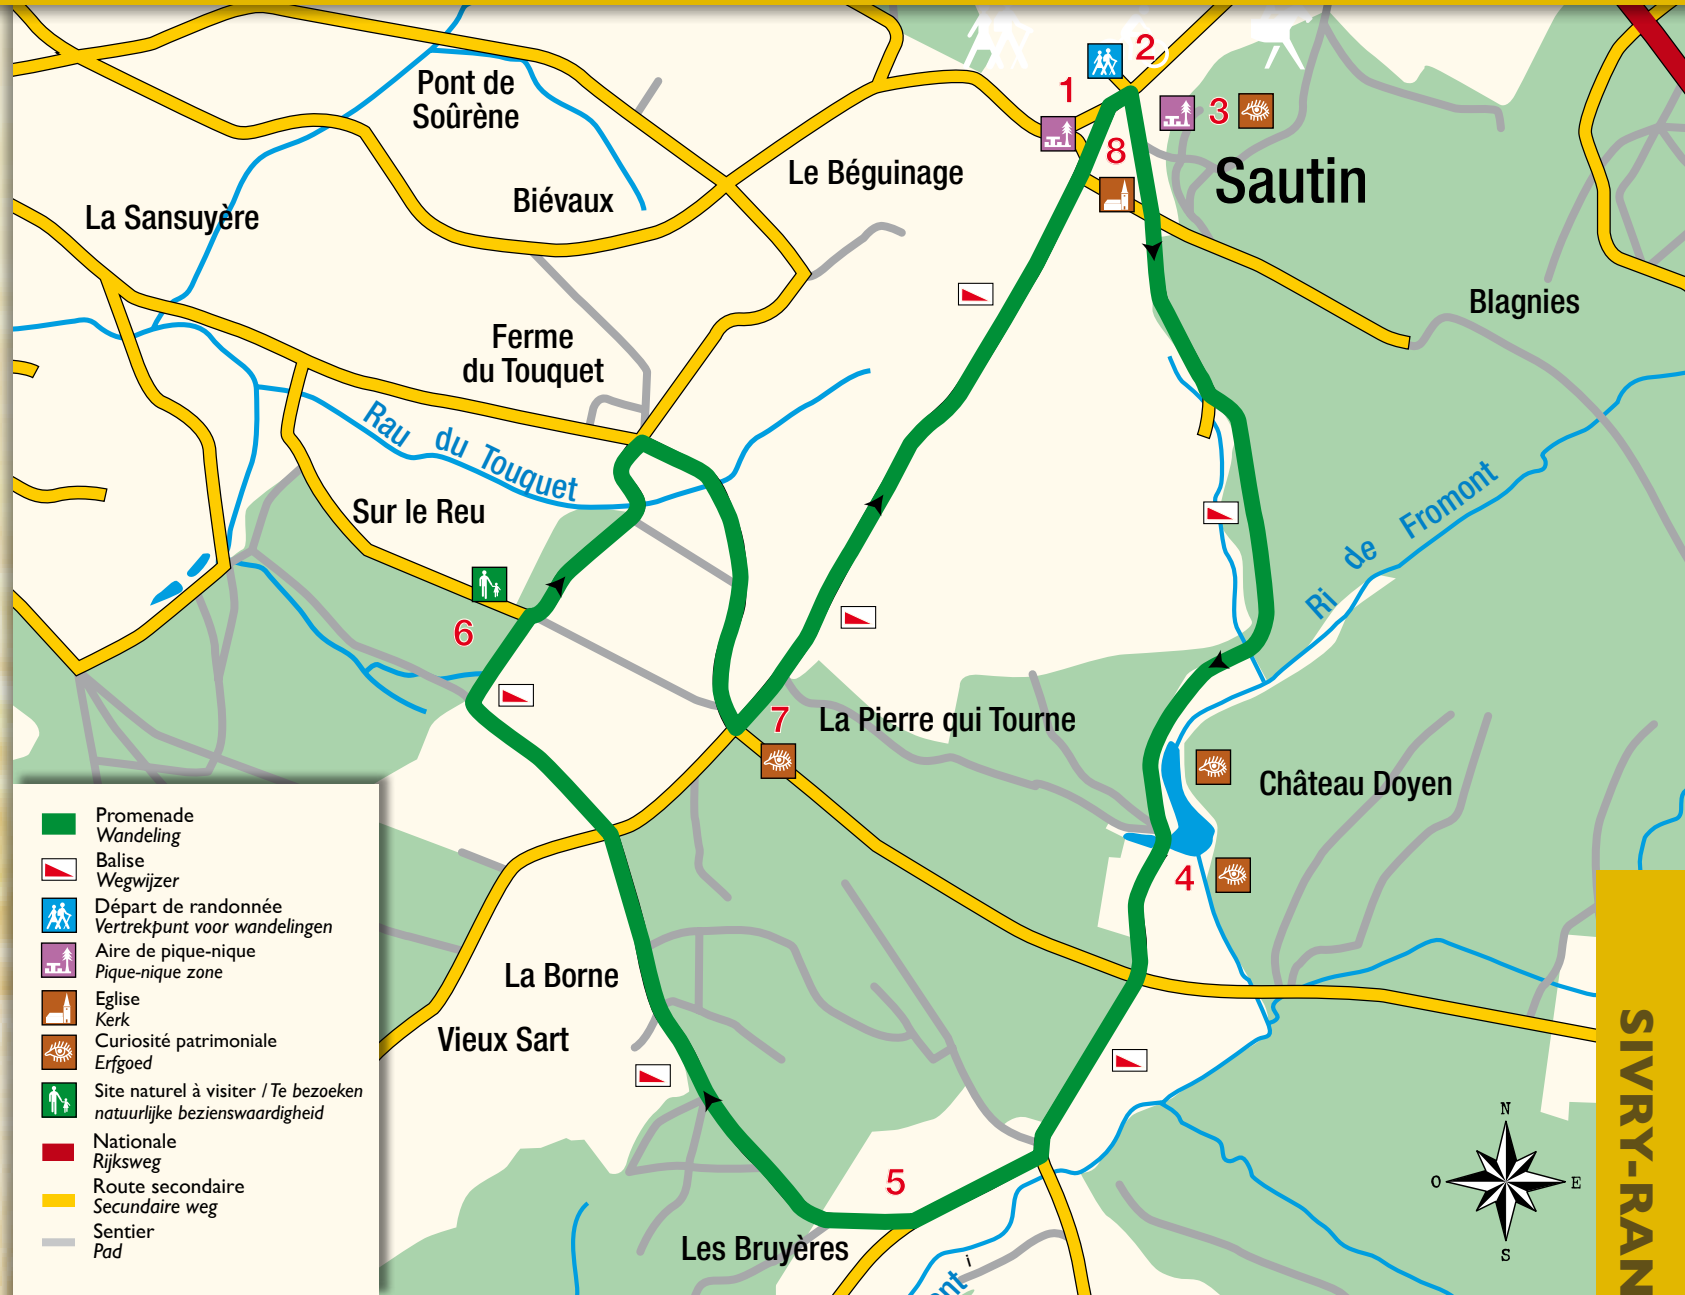 Pont de
Soûrène
1
2
3
8
Sautin
Le Béguinage
Biévaux
La Sansuyère
Blagnies
Ferme
du Touquet
Rau du Touquet
Sur le Reu
Ri de Fromont
6
7
La Pierre qui Tourne
Château Doyen
4
La Borne
Vieux Sart
5
Les Bruyères
i
N
O
E
S
SIVRY-RAN
Promenade
Wandeling
Balise
Wegwijzer
Départ de randonnée
Vertrekpunt voor wandelingen
Aire de pique-nique
Pique-nique zone
Eglise
Kerk
Curiosité patrimoniale
Erfgoed
Site naturel à visiter / Te bezoeken
natuurlijke bezienswaardigheid
Nationale
Rijksweg
Route secondaire
Secundaire weg
Sentier
Pad